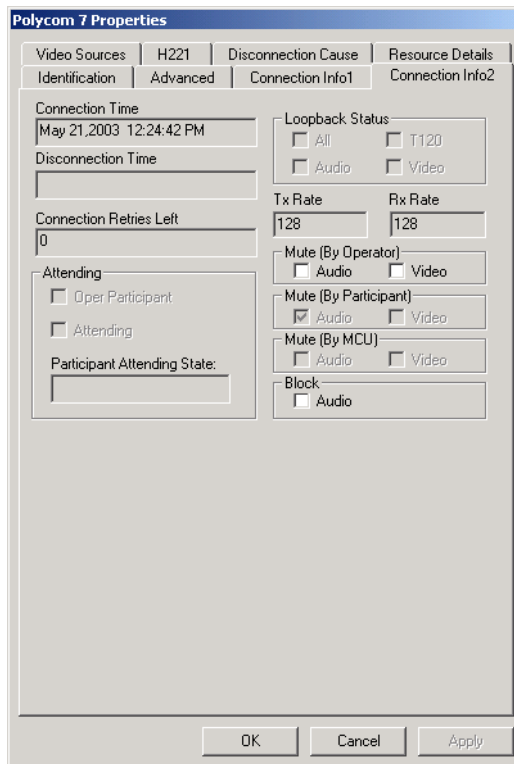 Polycom 7 Properties
Video Sources
H221
Disconnection Cause
Resource Details
Identification
Advanced
Connection Info1
Connection Info2
Connection Time
May 21,2003  12:24:42 PM
Disconnection Time
Connection Retries Left
0
Attending
Oper Participant
Attending
Participant Attending State:
Loopback Status
All
T120
Audio
Video
Tx Rate
Rx Rate
128
128
Mute (By Operator)
Audio
Video
Mute (By Participant)
Audio
Video
Mute (By MCU)
Audio
Video
Block
Audio
OK
Cancel
Apply